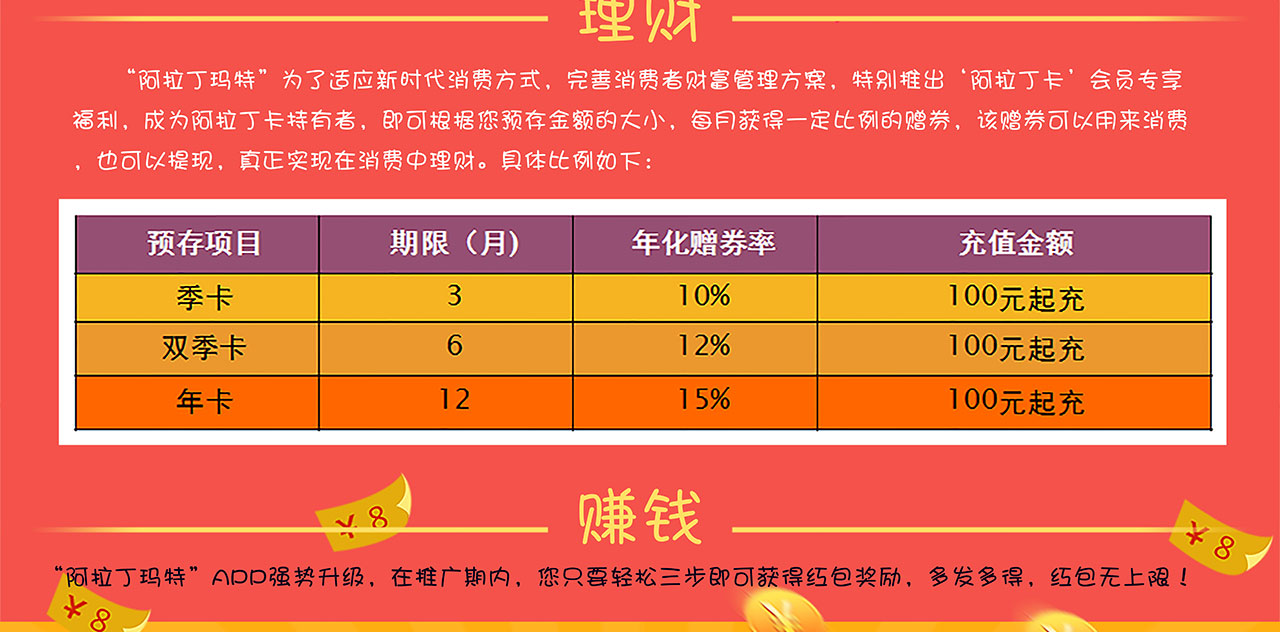 理财
“阿拉丁玛特”为了适应新时代消费方式，完善消费者财富管理方案，特别推出‘阿拉丁卡’会员专享
福利，成为阿拉丁卡持有者，即可根据您预存金额的大小，每月获得一定比例的赠券，该赠券可以用来消费
，也可以提现，真正实现在消费中理财。具体比例如下：
预存项目 期限（月) 年化赠券率 充值金额
季卡 3 10% 100元起充
双季卡 6 12% 100元起充
年卡 12 15% 100元起充
赚钱
“阿拉丁玛特”APP强势升级，在推广期内，您只要轻松三步即可获得红包奖励，多发多得，红包无上限！